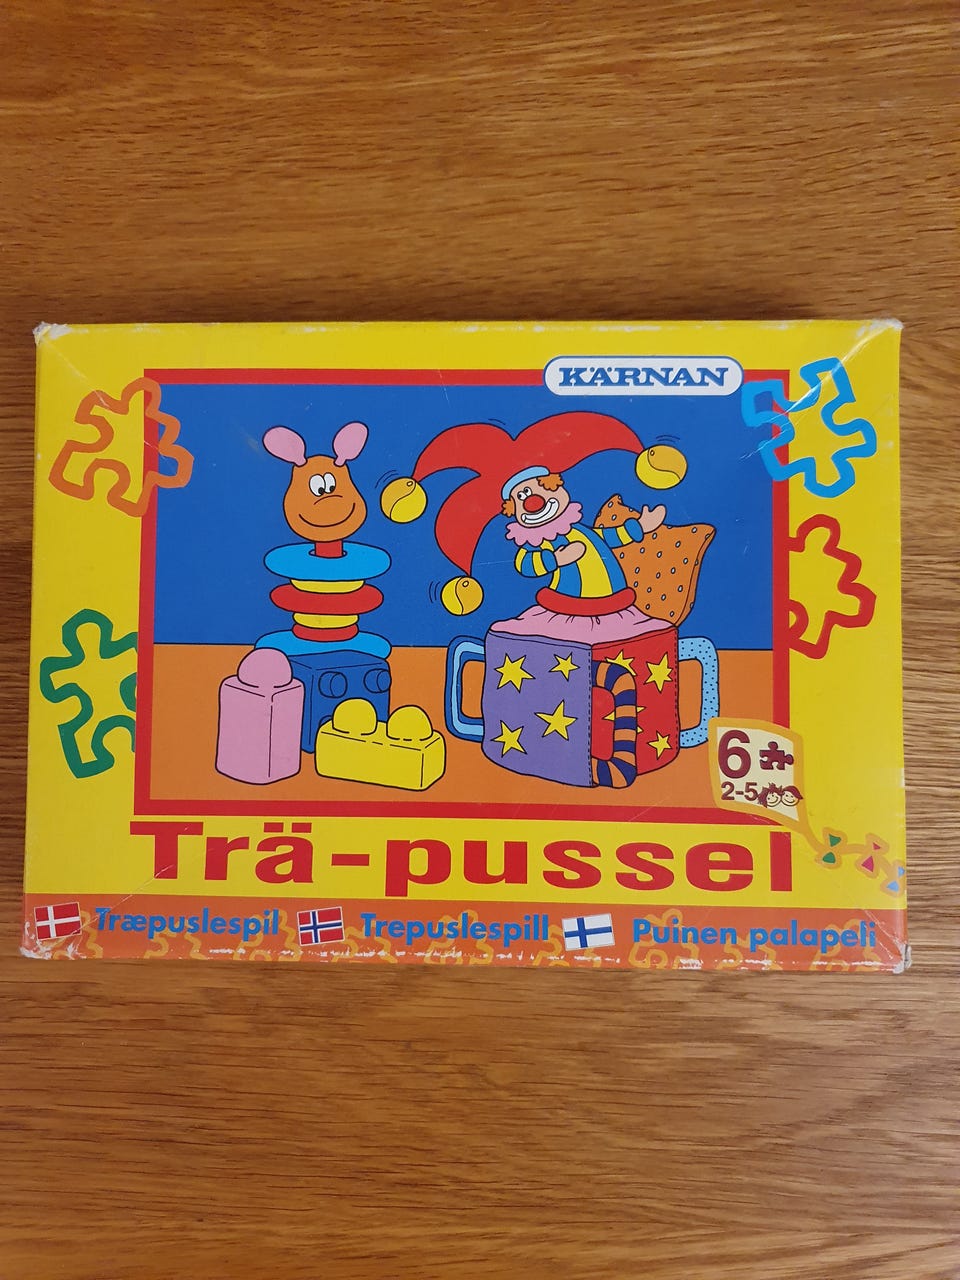 KÄRNAN
6
2-5
Trä-pussel
Træpuslespil Trepuslespill Puinen palapeli